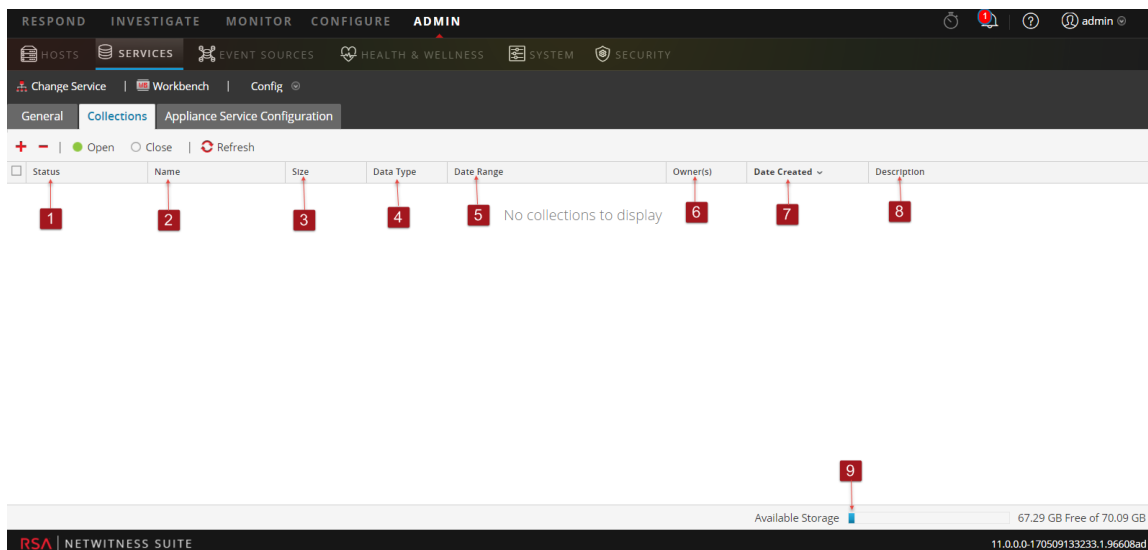 RESPOND INVESTIGATE MONITOR CONFIGURE ADMIN 1 admin
HOSTS SERVICES EVENT SOURCES HEALTH & WELLNESS SYSTEM SECURITY
Change Service | WB Workbench | Config
General Collections Appliance Service Configuration
+ - | Open Close | Refresh
Status Name Size Data Type Date Range Owner(s) Date Created Description
1 2 3 4 5 No collections to display 6 7 8
9
Available Storage 67.29 GB Free of 70.09 GB
RSA | NETWITNESS SUITE 11.0.0.0-170509133233.1.96608ad